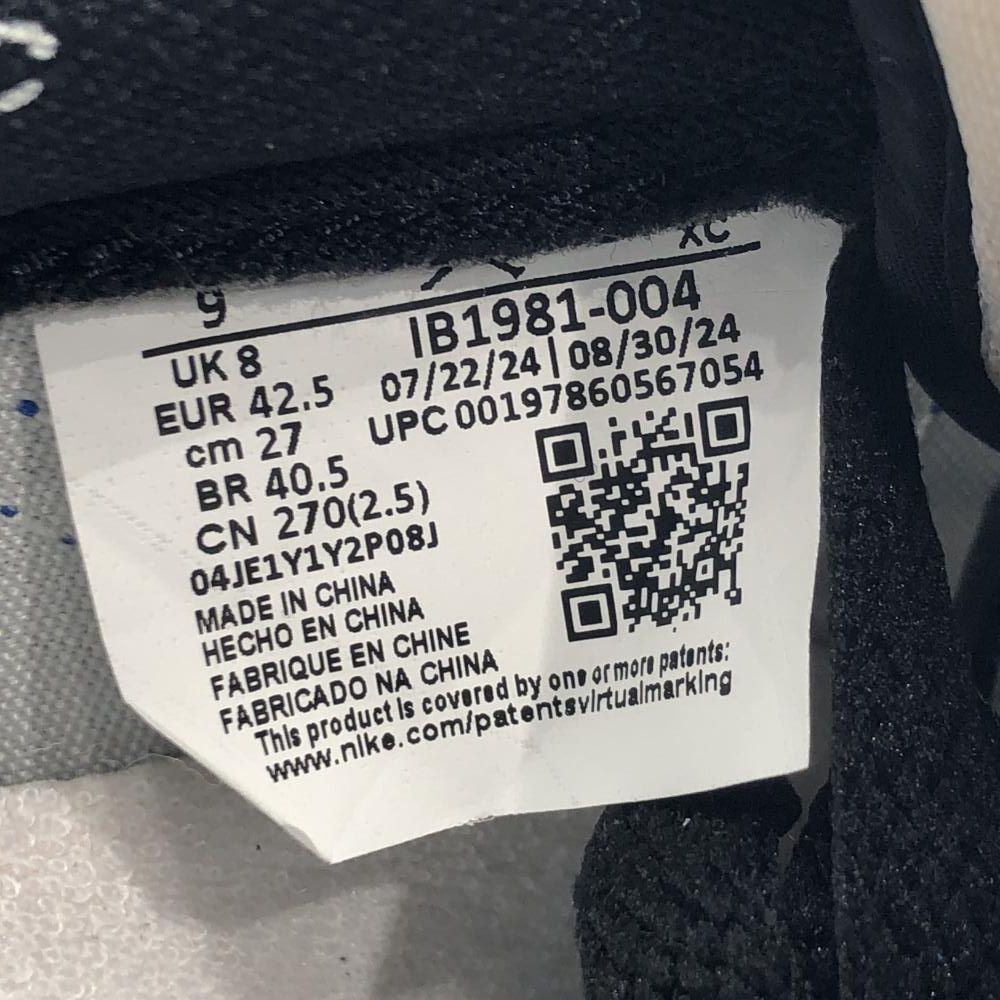 9 XC
UK 8 IB1981-004
EUR 42.5 07/22/24|08/30/24
cm 27 UPC 00197860567054
BR 40.5
CN 270(2.5)
04JE1Y1Y2P08J
MADE IN CHINA
HECHO EN CHINA
FABRIQUE EN CHINE
FABRICADO NA CHINA
This product is covered by one or more patents:
www.nike.com/patentsvirtualmarking